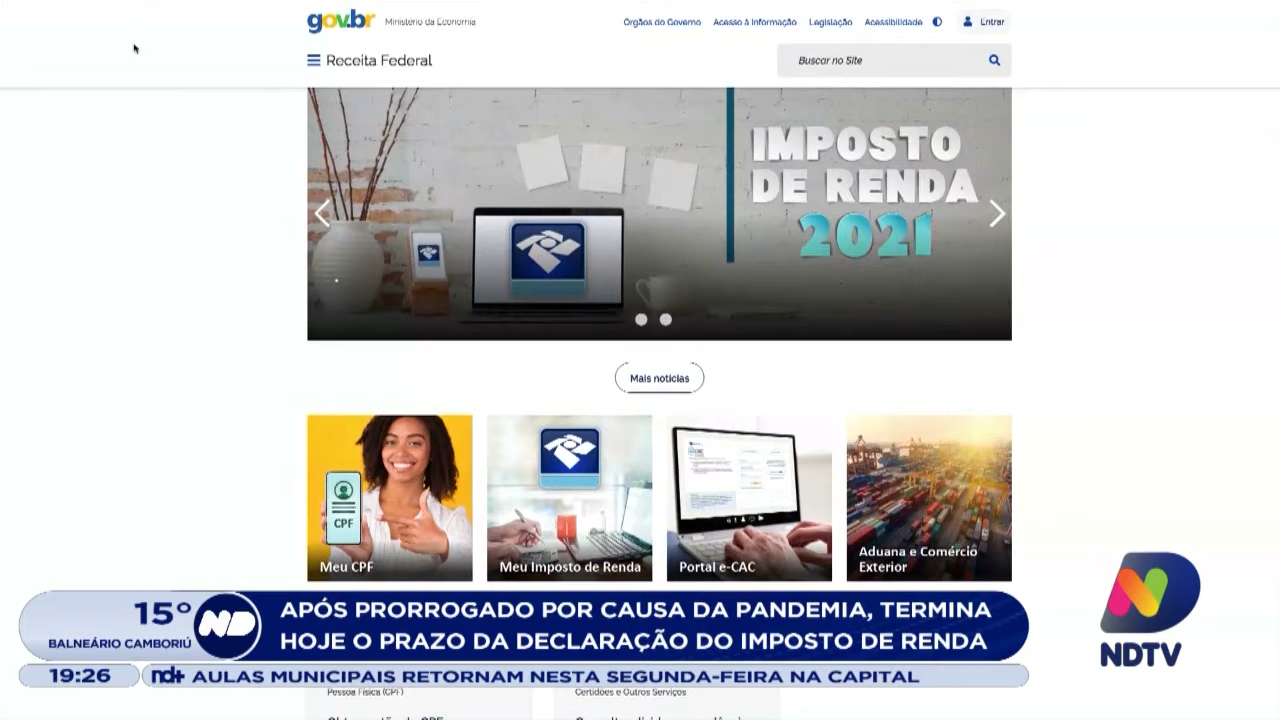 gov.br Ministério da Economia
Órgãos do Governo Acesso à Informação Legislação Acessibilidade Entrar
Receita Federal
Buscar no Site
IMPOSTO
DE RENDA
2021
Mais notícias
CPF
Meu CPF
Meu Imposto de Renda
Portal e-CAC
Aduana e Comércio
Exterior
15°
BALNEÁRIO CAMBORIÚ
ND
APÓS PRORROGADO POR CAUSA DA PANDEMIA, TERMINA
HOJE O PRAZO DA DECLARAÇÃO DO IMPOSTO DE RENDA
NDTV
19:26
nd+ AULAS MUNICIPAIS RETORNAM NESTA SEGUNDA-FEIRA NA CAPITAL
Pessoa Física (CPF)
Certidões e Outros Serviços